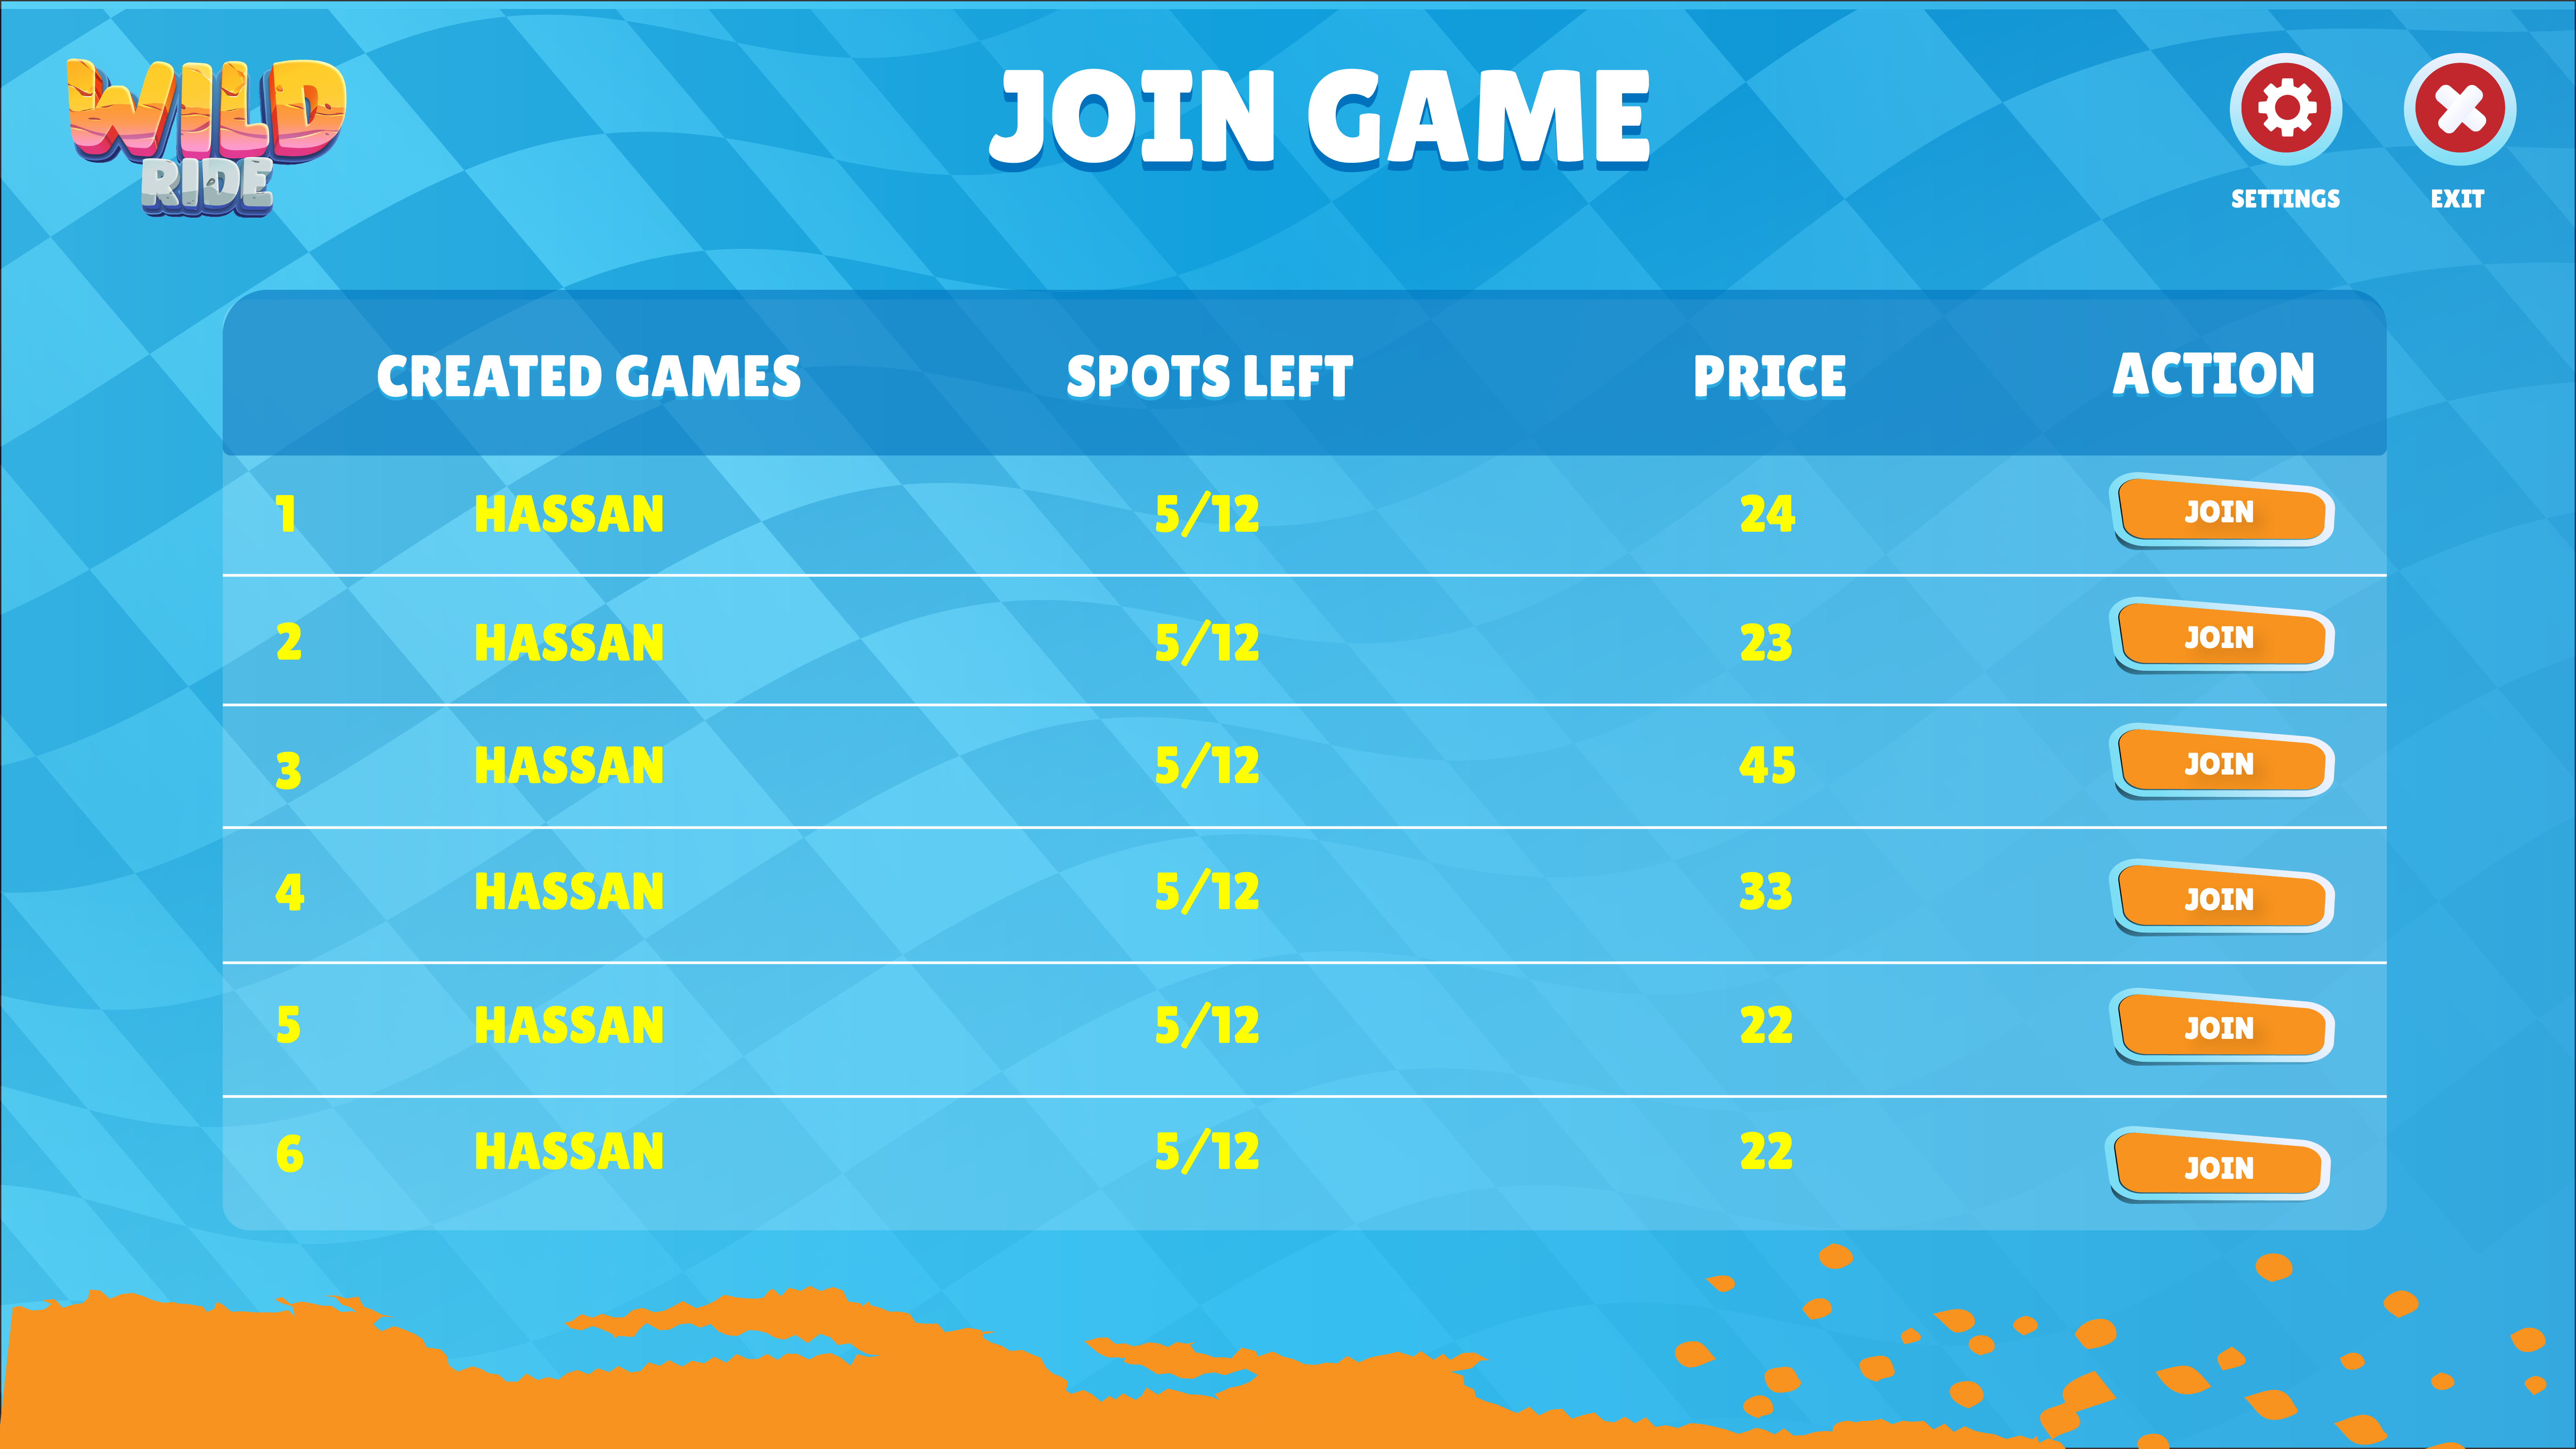 WILD
RIDE
JOIN GAME
SETTINGS
EXIT
CREATED GAMES SPOTS LEFT PRICE ACTION
1 HASSAN 5/12 24 JOIN
2 HASSAN 5/12 23 JOIN
3 HASSAN 5/12 45 JOIN
4 HASSAN 5/12 33 JOIN
5 HASSAN 5/12 22 JOIN
6 HASSAN 5/12 22 JOIN